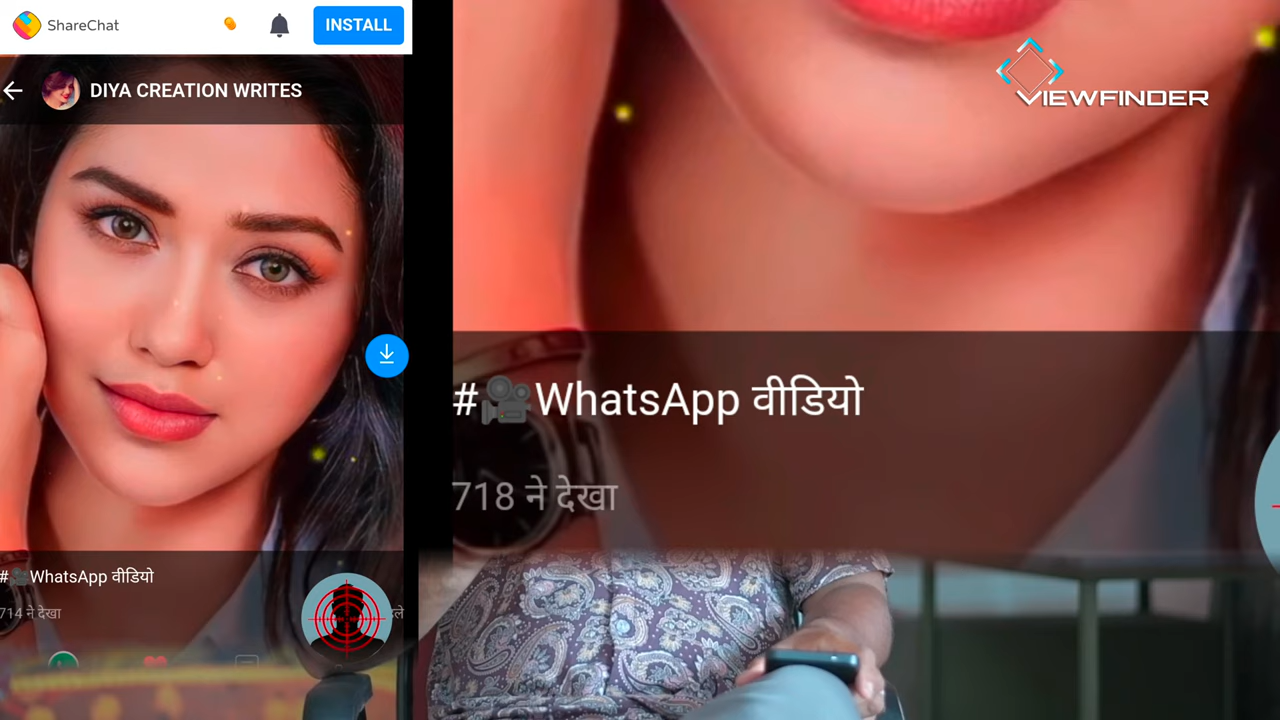 ShareChat
INSTALL
DIYA CREATION WRITES
#🎥WhatsApp वीडियो
714 ने देखा
VIEWFINDER
#🎥WhatsApp वीडियो
718 ने देखा